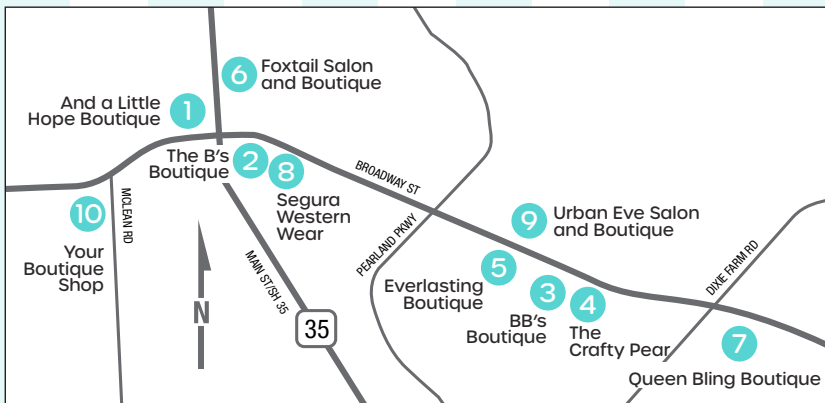 6
Foxtail Salon
and Boutique
1
And a Little
Hope Boutique
The B's
Boutique
2
8
Segura
Western
Wear
BROADWAY ST
10
Your
Boutique
Shop
MCLEAN RD
N
MAIN ST/SH 35
35
PEARLAND PKWY
9
Urban Eve Salon
and Boutique
5
Everlasting
Boutique
3
BB's
Boutique
4
The
Crafty Pear
DIXIE FARM RD
7
Queen Bling Boutique